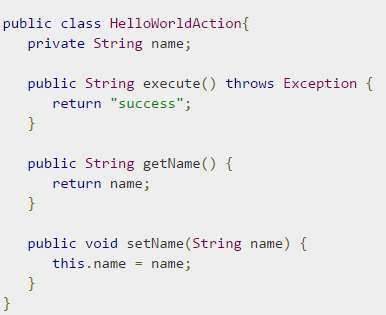 public class HelloWorldAction{
   private String name;

   public String execute() throws Exception {
      return "success";
   }

   public String getName() {
      return name;
   }

   public void setName(String name) {
      this.name = name;
   }
}